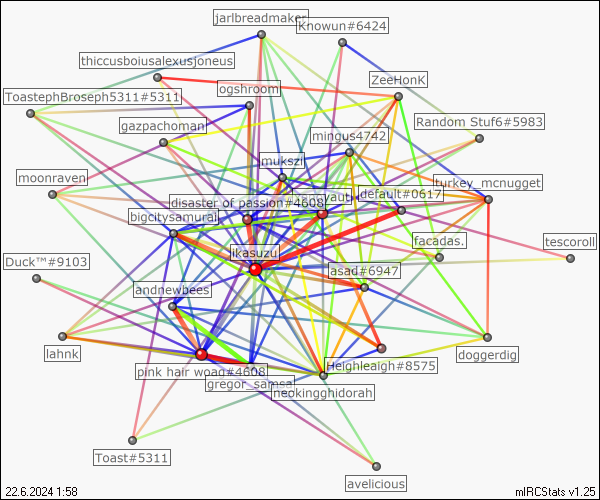 jarlbreadmaker
Knowun#6424
thiccusboiusalexusjoneus
ZeeHonK
ogshroom
ToastephBroseph5311#5311
Random Stuf6#5983
gazpachoman
mingus4742
mukszi
moonraven
turkey_mcnugget
default#0617
disaster of passion#4608
bigcitysamurai
facadas.
tescoroll
ikasuzu
Duck™#9103
asad#6947
andnewbees
lahnk
doggerdig
Heighleaigh#8575
pink hair woag#4608
gregor_samsa
neokingghidorah
Toast#5311
avelicious
22.6.2024 1:58
mIRCStats v1.25